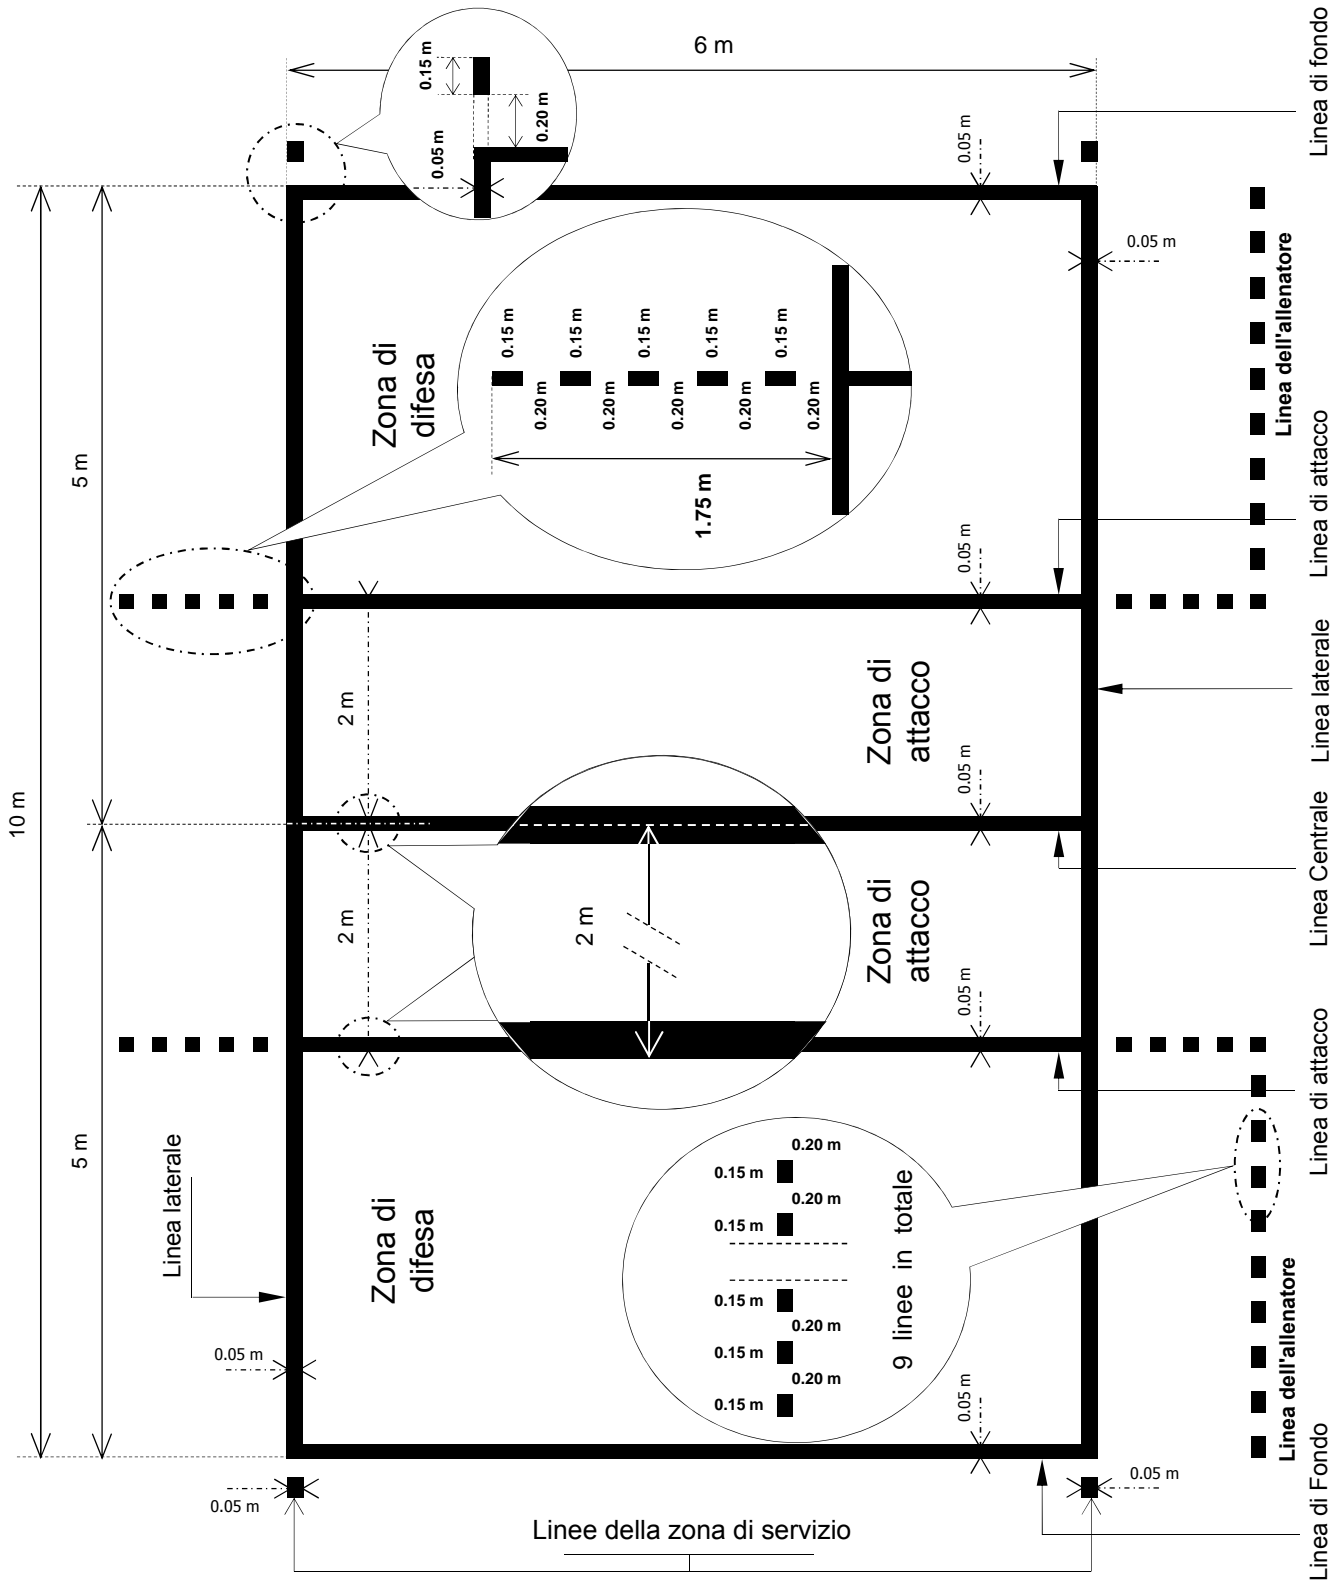 6 m
0.15 m
0.20 m
0.05 m
0.05 m
Linea di fondo
0.05 m
Linea dell'allenatore
Zona di
difesa
0.15 m
0.15 m
0.15 m
0.15 m
0.15 m
0.20 m
0.20 m
0.20 m
0.20 m
0.20 m
1.75 m
5 m
0.05 m
Linea di attacco
2 m
Zona di
attacco
Linea laterale
10 m
0.05 m
Linea Centrale
2 m
2 m
Zona di
attacco
0.05 m
Linea di attacco
5 m
Linea laterale
Zona di
difesa
0.20 m
0.15 m
0.20 m
0.15 m
0.15 m
0.20 m
0.15 m
0.20 m
0.15 m
9 linee in totale
0.05 m
0.05 m
Linea dell'allenatore
0.05 m
0.05 m
Linea di Fondo
Linee della zona di servizio